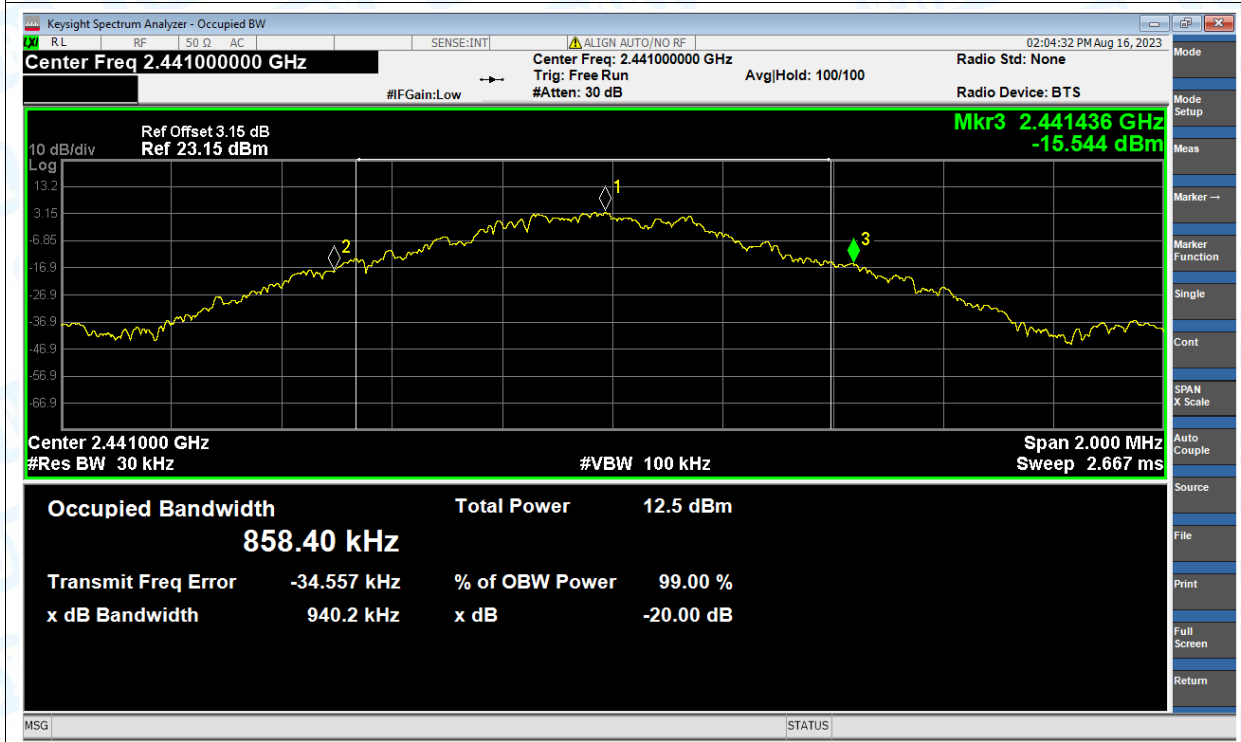 Keysight Spectrum Analyzer - Occupied BW
LXI RL RF 50 Ω AC SENSE:INT ALIGN AUTO/NO RF 02:04:32 PM Aug 16, 2023
Center Freq 2.441000000 GHz
Center Freq: 2.441000000 GHz
Radio Std: None
Trig: Free Run
Avg|Hold: 100/100
#IFGain:Low
#Atten: 30 dB
Radio Device: BTS
Mkr3 2.441436 GHz
-15.544 dBm
Ref Offset 3.15 dB
10 dB/div Ref 23.15 dBm
Log
13.2
3.15
-6.85
-16.9
-26.9
-36.9
-46.9
-56.9
-66.9
1
2
3
Center 2.441000 GHz
Span 2.000 MHz
#Res BW 30 kHz
#VBW 100 kHz
Sweep 2.667 ms
Occupied Bandwidth
858.40 kHz
Total Power 12.5 dBm
Transmit Freq Error -34.557 kHz
% of OBW Power 99.00 %
x dB Bandwidth 940.2 kHz
x dB -20.00 dB
Mode
Mode
Setup
Meas
Marker→
Marker
Function
Single
Cont
SPAN
X Scale
Auto
Couple
Source
File
Print
Full
Screen
Return
MSG
STATUS